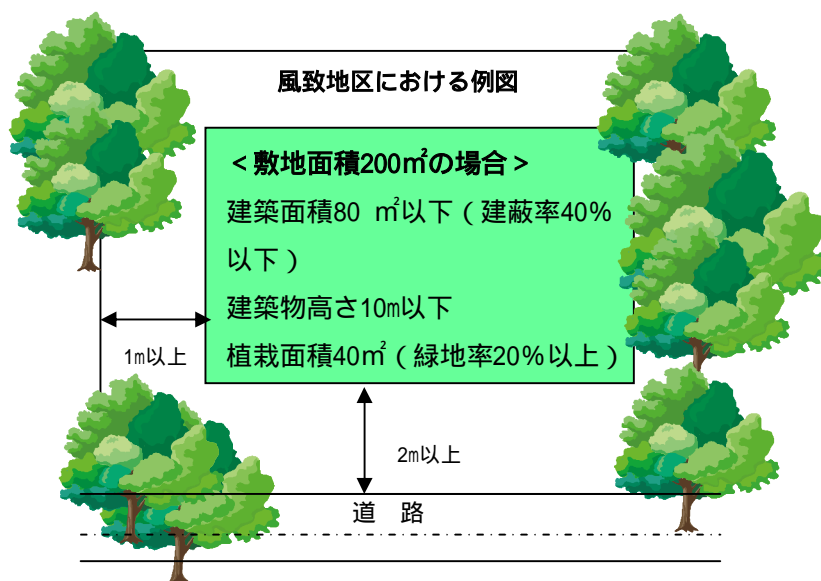 風致地区における例図
＜敷地面積200㎡の場合＞
建築面積80 ㎡以下（建蔽率40%
以下）
建築物高さ10m以下
植栽面積40㎡（緑地率20%以上）
1m以上
2m以上
道 路